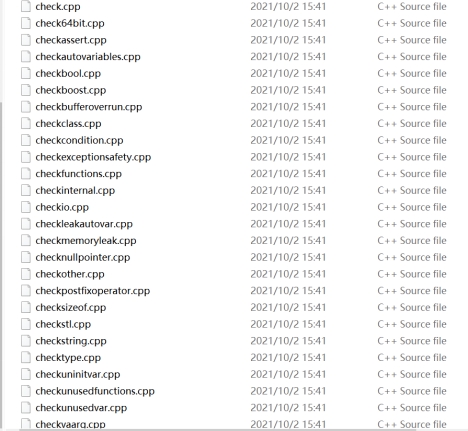 check.cpp 2021/10/2 15:41 C++ Source file
check64bit.cpp 2021/10/2 15:41 C++ Source file
checkassert.cpp 2021/10/2 15:41 C++ Source file
checkautovariables.cpp 2021/10/2 15:41 C++ Source file
checkbool.cpp 2021/10/2 15:41 C++ Source file
checkboost.cpp 2021/10/2 15:41 C++ Source file
checkbufferoverrun.cpp 2021/10/2 15:41 C++ Source file
checkclass.cpp 2021/10/2 15:41 C++ Source file
checkcondition.cpp 2021/10/2 15:41 C++ Source file
checkexceptionsafety.cpp 2021/10/2 15:41 C++ Source file
checkfunctions.cpp 2021/10/2 15:41 C++ Source file
checkinternal.cpp 2021/10/2 15:41 C++ Source file
checkio.cpp 2021/10/2 15:41 C++ Source file
checkleakautovar.cpp 2021/10/2 15:41 C++ Source file
checkmemoryleak.cpp 2021/10/2 15:41 C++ Source file
checknullpointer.cpp 2021/10/2 15:41 C++ Source file
checkother.cpp 2021/10/2 15:41 C++ Source file
checkpostfixoperator.cpp 2021/10/2 15:41 C++ Source file
checksizeof.cpp 2021/10/2 15:41 C++ Source file
checkstl.cpp 2021/10/2 15:41 C++ Source file
checkstring.cpp 2021/10/2 15:41 C++ Source file
checktype.cpp 2021/10/2 15:41 C++ Source file
checkuninitvar.cpp 2021/10/2 15:41 C++ Source file
checkunusedfunctions.cpp 2021/10/2 15:41 C++ Source file
checkunusedvar.cpp 2021/10/2 15:41 C++ Source file
checkvaarg.cpp 2021/10/2 15:41 C++ Source file